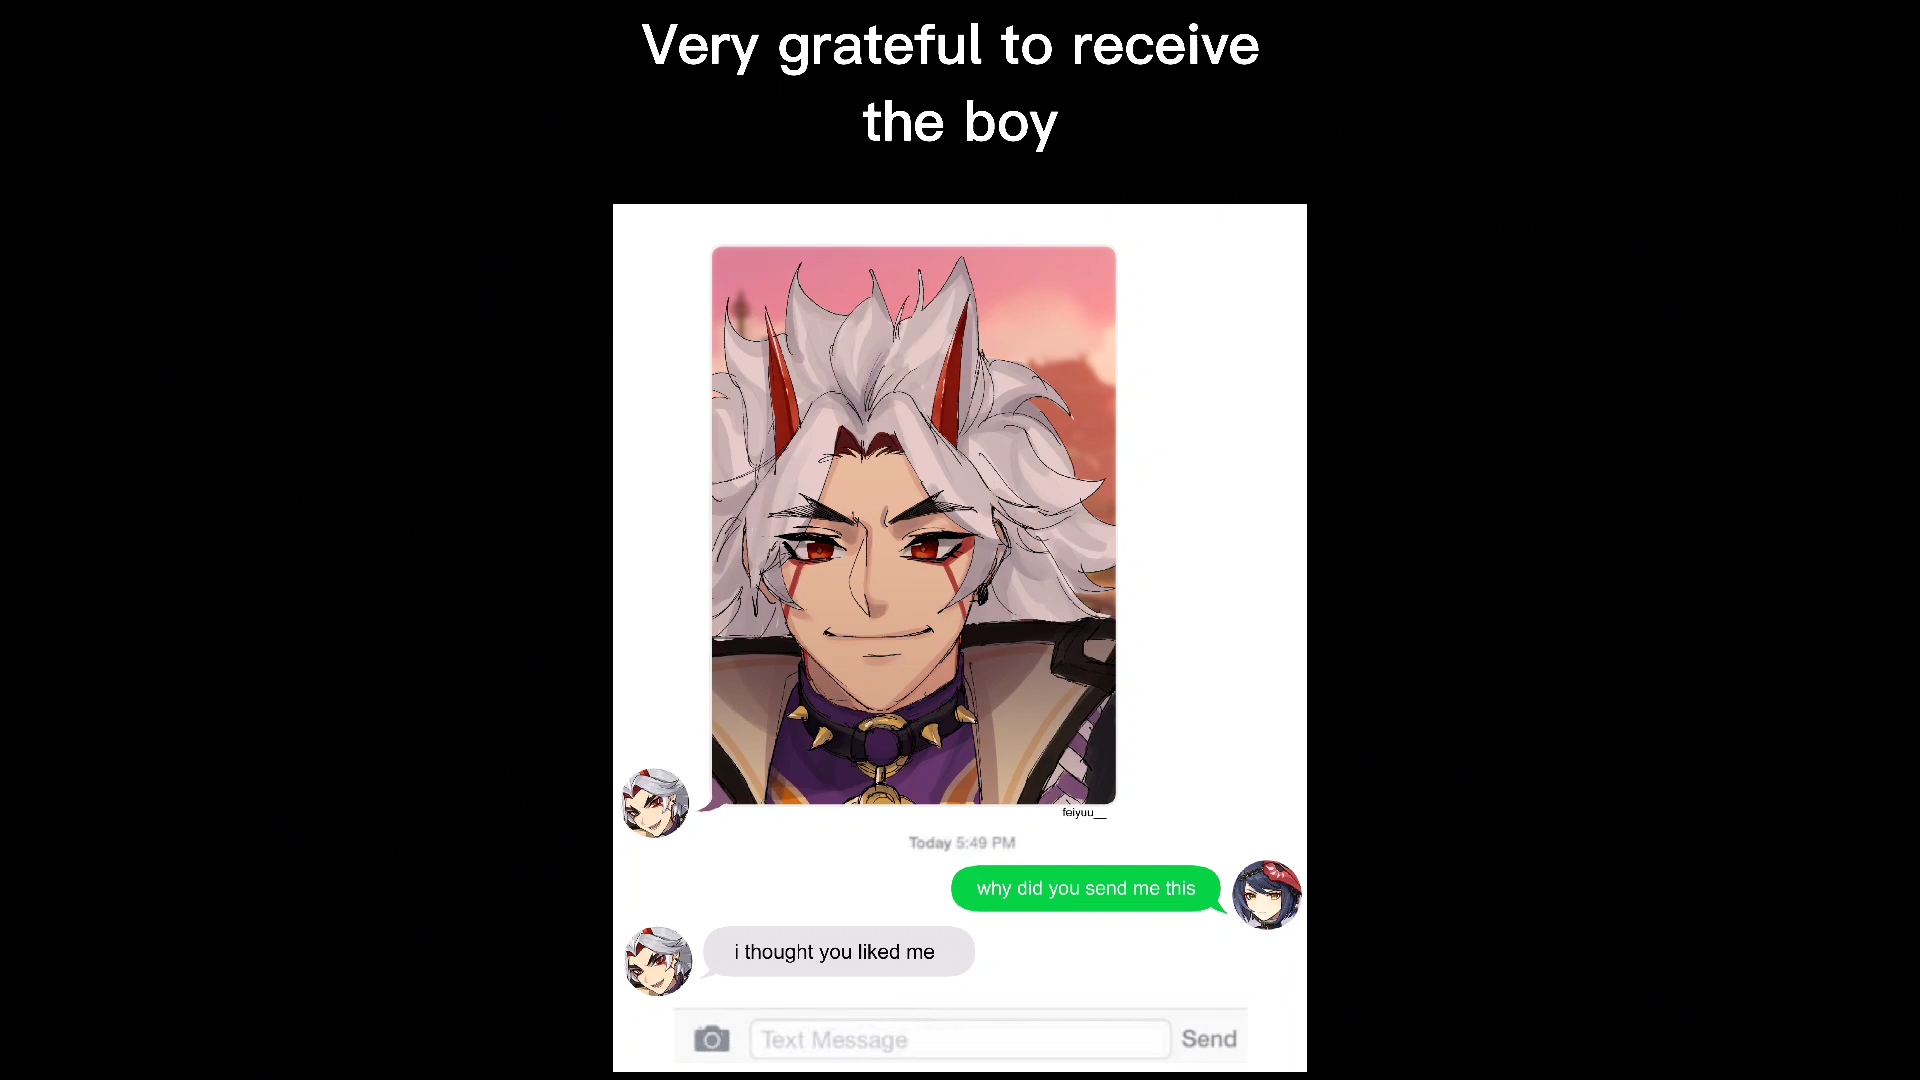 Very grateful to receive
the boy
feiyuu__
Today 5:49 PM
why did you send me this
i thought you liked me
Text Message
Send